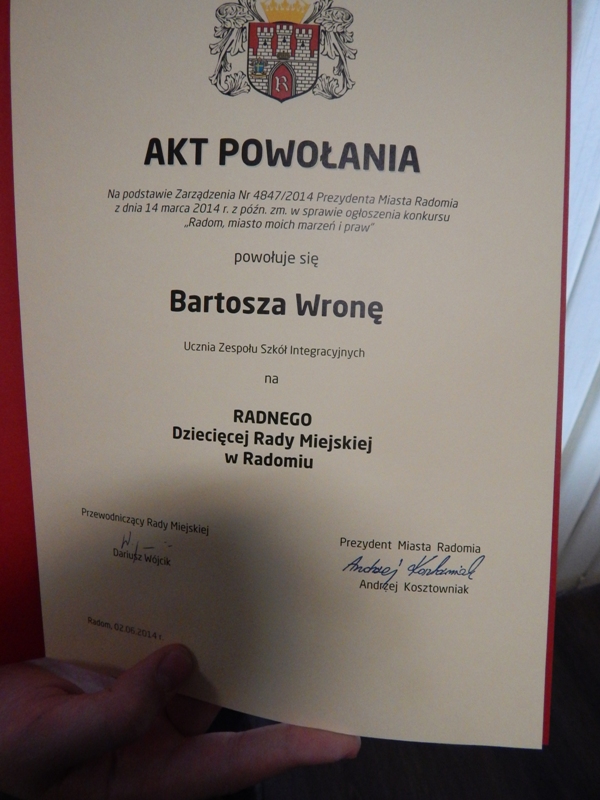 R
AKT POWOŁANIA
Na podstawie Zarządzenia Nr 4847/2014 Prezydenta Miasta Radomia
z dnia 14 marca 2014 r. z późn. zm. w sprawie ogłoszenia konkursu
„Radom, miasto moich marzeń i praw”
powołuje się
Bartosza Wronę
Ucznia Zespołu Szkół Integracyjnych
na
RADNEGO
Dziecięcej Rady Miejskiej
w Radomiu
Przewodniczący Rady Miejskiej
Dariusz Wójcik
Prezydent Miasta Radomia
Andrzej Kosztowniak
Andrzej Kosztowniak
Radom, 02.06.2014 r.